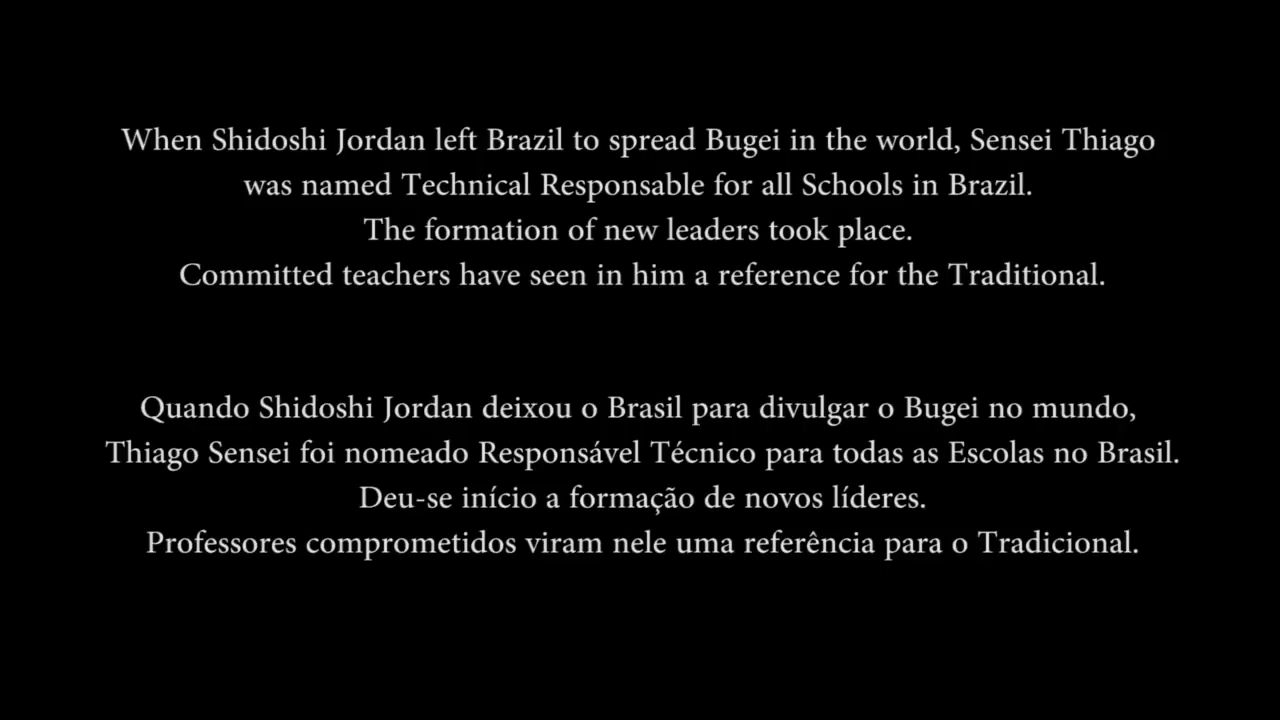 When Shidoshi Jordan left Brazil to spread Bugei in the world, Sensei Thiago
was named Technical Responsable for all Schools in Brazil.
The formation of new leaders took place.
Committed teachers have seen in him a reference for the Traditional.
Quando Shidoshi Jordan deixou o Brasil para divulgar o Bugei no mundo,
Thiago Sensei foi nomeado Responsável Técnico para todas as Escolas no Brasil.
Deu-se início a formação de novos líderes.
Professores comprometidos viram nele uma referência para o Tradicional.